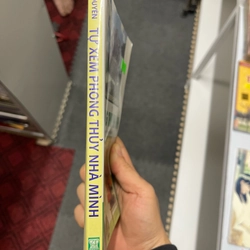 TỰ XEM PHONG THỦY NHÀ MÌNH